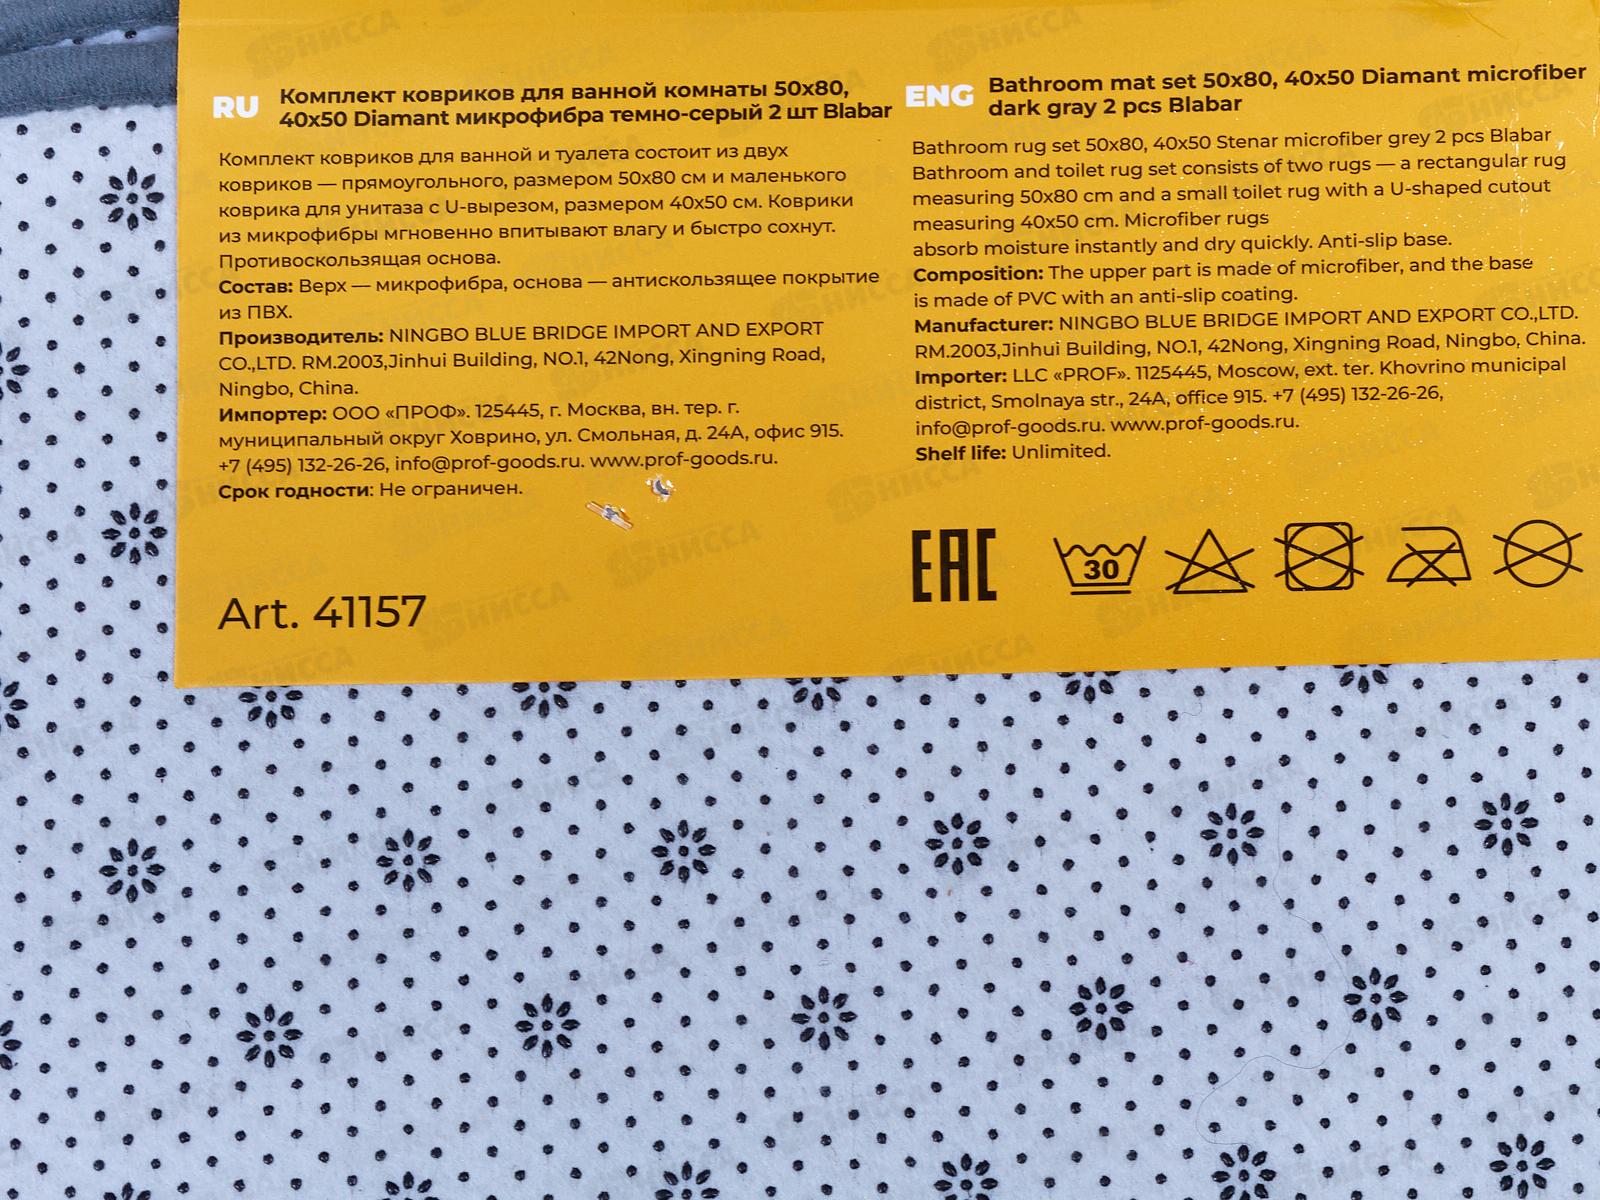 RU
Комплект ковриков для ванной комнаты 50x80,
40x50 Diamant микрофибра темно-серый 2 шт Blabar
Комплект ковриков для ванной и туалета состоит из двух
ковриков — прямоугольного, размером 50x80 см и маленького
коврика для унитаза с U-вырезом, размером 40x50 см. Коврики
из микрофибры мгновенно впитывают влагу и быстро сохнут.
Противоскользящая основа.
Состав: Верх — микрофибра, основа — антискользящее покрытие
из ПВХ.
Производитель: NINGBO BLUE BRIDGE IMPORT AND EXPORT
CO.,LTD. RM.2003,Jinhui Building, NO.1, 42Nong, Xingning Road,
Ningbo, China.
Импортер: ООО «ПРОФ». 125445, г. Москва, вн. тер. г.
муниципальный округ Ховрино, ул. Смольная, д. 24А, офис 915.
+7 (495) 132-26-26, info@prof-goods.ru. www.prof-goods.ru.
Срок годности: Не ограничен.
Art. 41157
ENG
Bathroom mat set 50x80, 40x50 Diamant microfiber
dark gray 2 pcs Blabar
Bathroom rug set 50x80, 40x50 Stenar microfiber grey 2 pcs Blabar
Bathroom and toilet rug set consists of two rugs — a rectangular rug
measuring 50x80 cm and a small toilet rug with a U-shaped cutout
measuring 40x50 cm. Microfiber rugs
absorb moisture instantly and dry quickly. Anti-slip base.
Composition: The upper part is made of microfiber, and the base
is made of PVC with an anti-slip coating.
Manufacturer: NINGBO BLUE BRIDGE IMPORT AND EXPORT CO.,LTD.
RM.2003,Jinhui Building, NO.1, 42Nong, Xingning Road, Ningbo, China.
Importer: LLC «PROF». 1125445, Moscow, ext. ter. Khovrino municipal
district, Smolnaya str., 24A, office 915. +7 (495) 132-26-26,
info@prof-goods.ru. www.prof-goods.ru.
Shelf life: Unlimited.
EAC
30